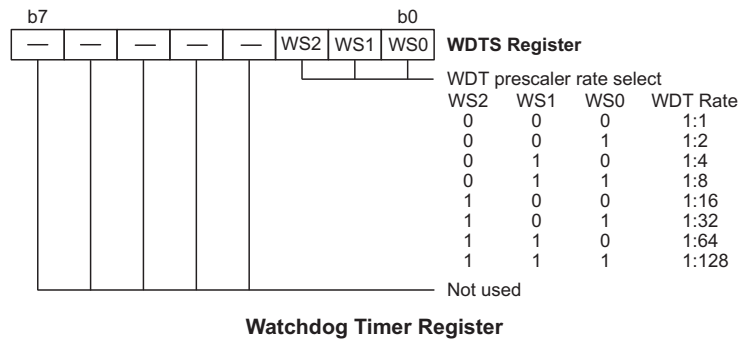 b7 b0
— — — — — WS2 WS1 WS0 WDTS Register
WDT prescaler rate select
WS2 WS1 WS0 WDT Rate
0 0 0 1:1
0 0 1 1:2
0 1 0 1:4
0 1 1 1:8
1 0 0 1:16
1 0 1 1:32
1 1 0 1:64
1 1 1 1:128
Not used
Watchdog Timer Register